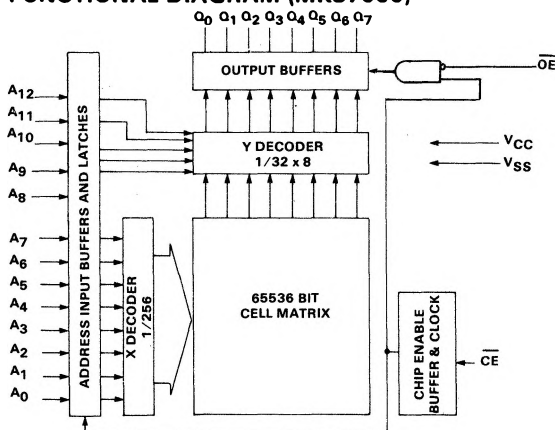 Q0 Q1 Q2 Q3 Q4 Q5 Q6 Q7
OUTPUT BUFFERS
OE
A12
A11
A10
A9
A8
A7
A6
A5
A4
A3
A2
A1
A0
ADDRESS INPUT BUFFERS AND LATCHES
Y DECODER
1/32 x 8
VCC
VSS
X DECODER
1/256
65536 BIT
CELL MATRIX
CHIP ENABLE
BUFFER & CLOCK
CE